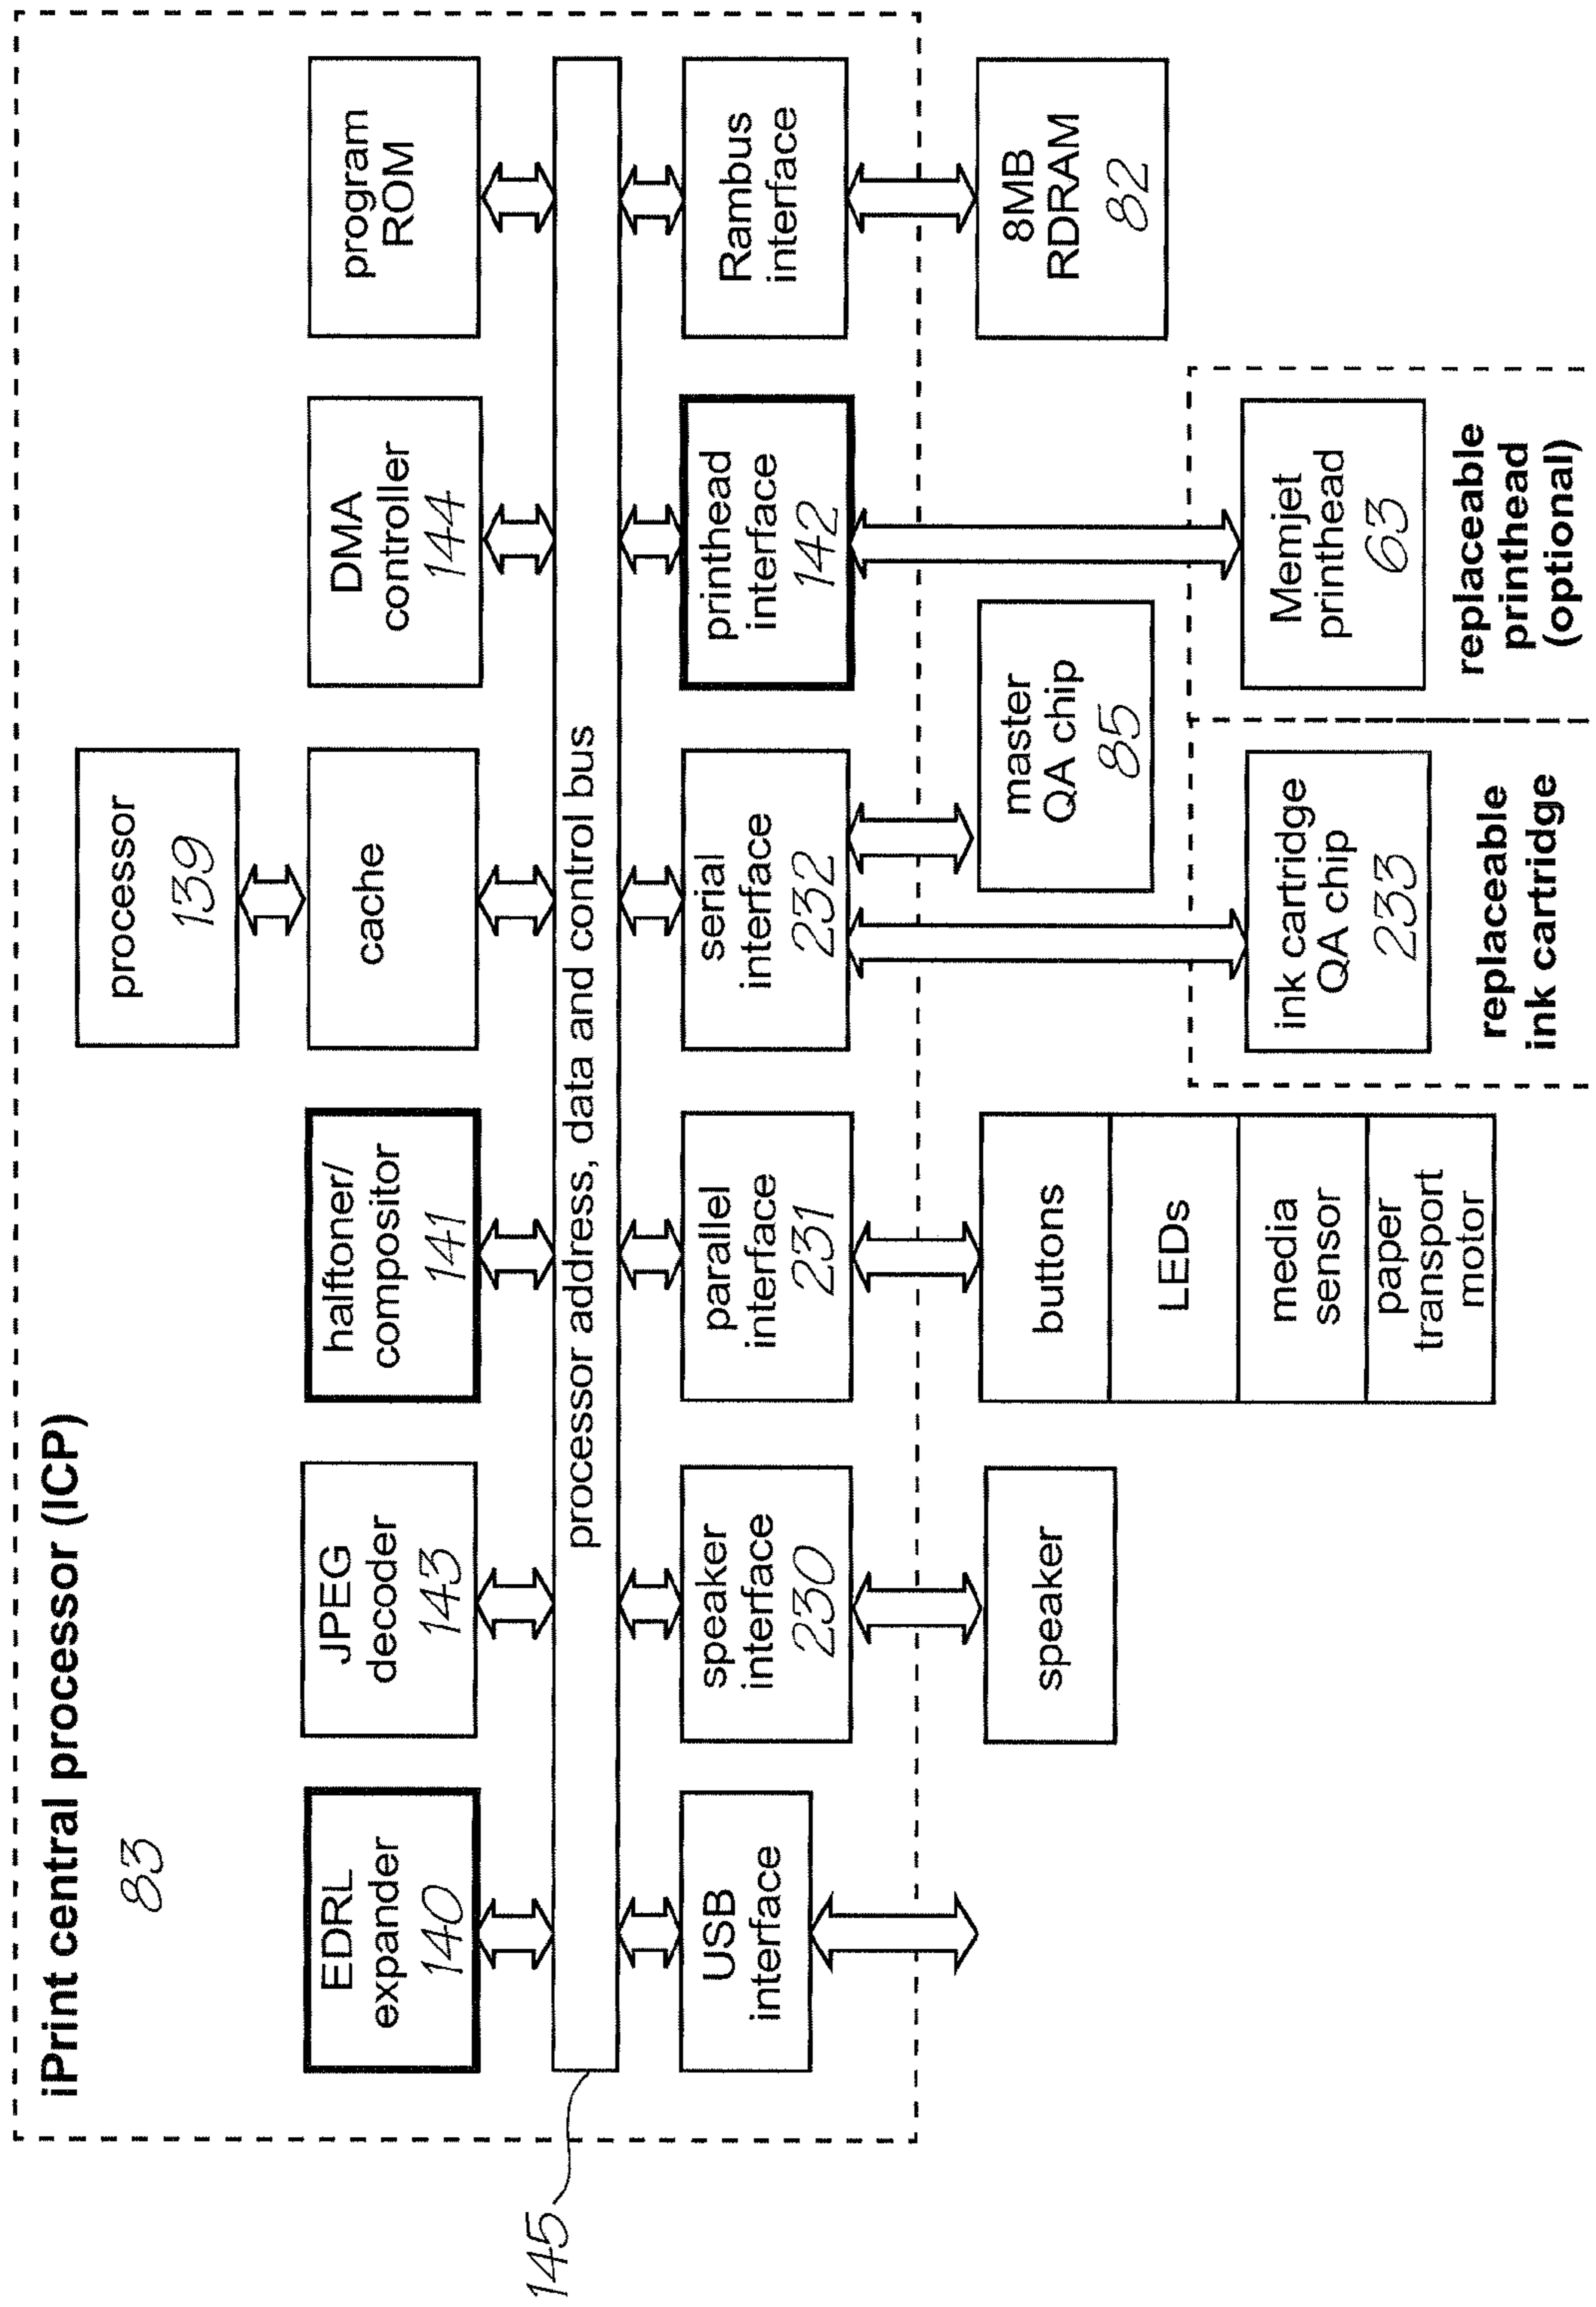 iPrint central processor (ICP)
83
processor
139
EDRL
expander
140
JPEG
decoder
143
halftoner/
compositor
141
cache
DMA
controller
144
program
ROM
145
processor address, data and control bus
USB
interface
speaker
interface
230
parallel
interface
231
serial
interface
232
printhead
interface
142
Rambus
interface
speaker
buttons
LEDs
media
sensor
paper
transport
motor
master
QA chip
85
8MB
RDRAM
82
ink cartridge
QA chip
233
replaceable
ink cartridge
Memjet
printhead
63
replaceable
printhead
(optional)